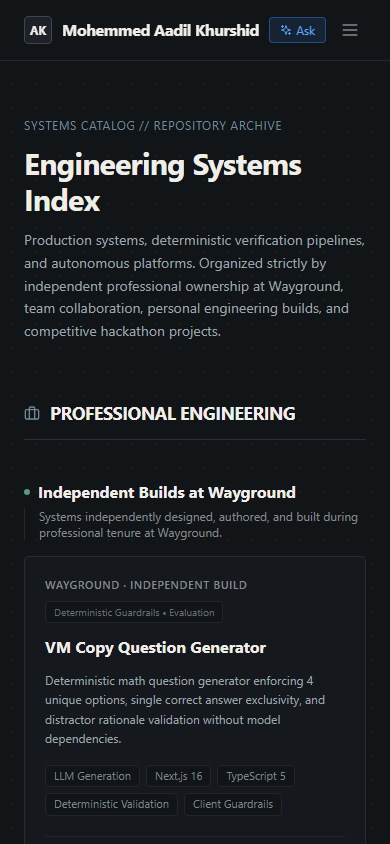 AK Mohemmed Aadil Khurshid Ask
SYSTEMS CATALOG // REPOSITORY ARCHIVE
Engineering Systems
Index
Production systems, deterministic verification pipelines,
and autonomous platforms. Organized strictly by
independent professional ownership at Wayground,
team collaboration, personal engineering builds, and
competitive hackathon projects.
PROFESSIONAL ENGINEERING
Independent Builds at Wayground
Systems independently designed, authored, and built during
professional tenure at Wayground.
WAYGROUND · INDEPENDENT BUILD
Deterministic Guardrails • Evaluation
VM Copy Question Generator
Deterministic math question generator enforcing 4
unique options, single correct answer exclusivity, and
distractor rationale validation without model
dependencies.
LLM Generation Next.js 16 TypeScript 5
Deterministic Validation Client Guardrails